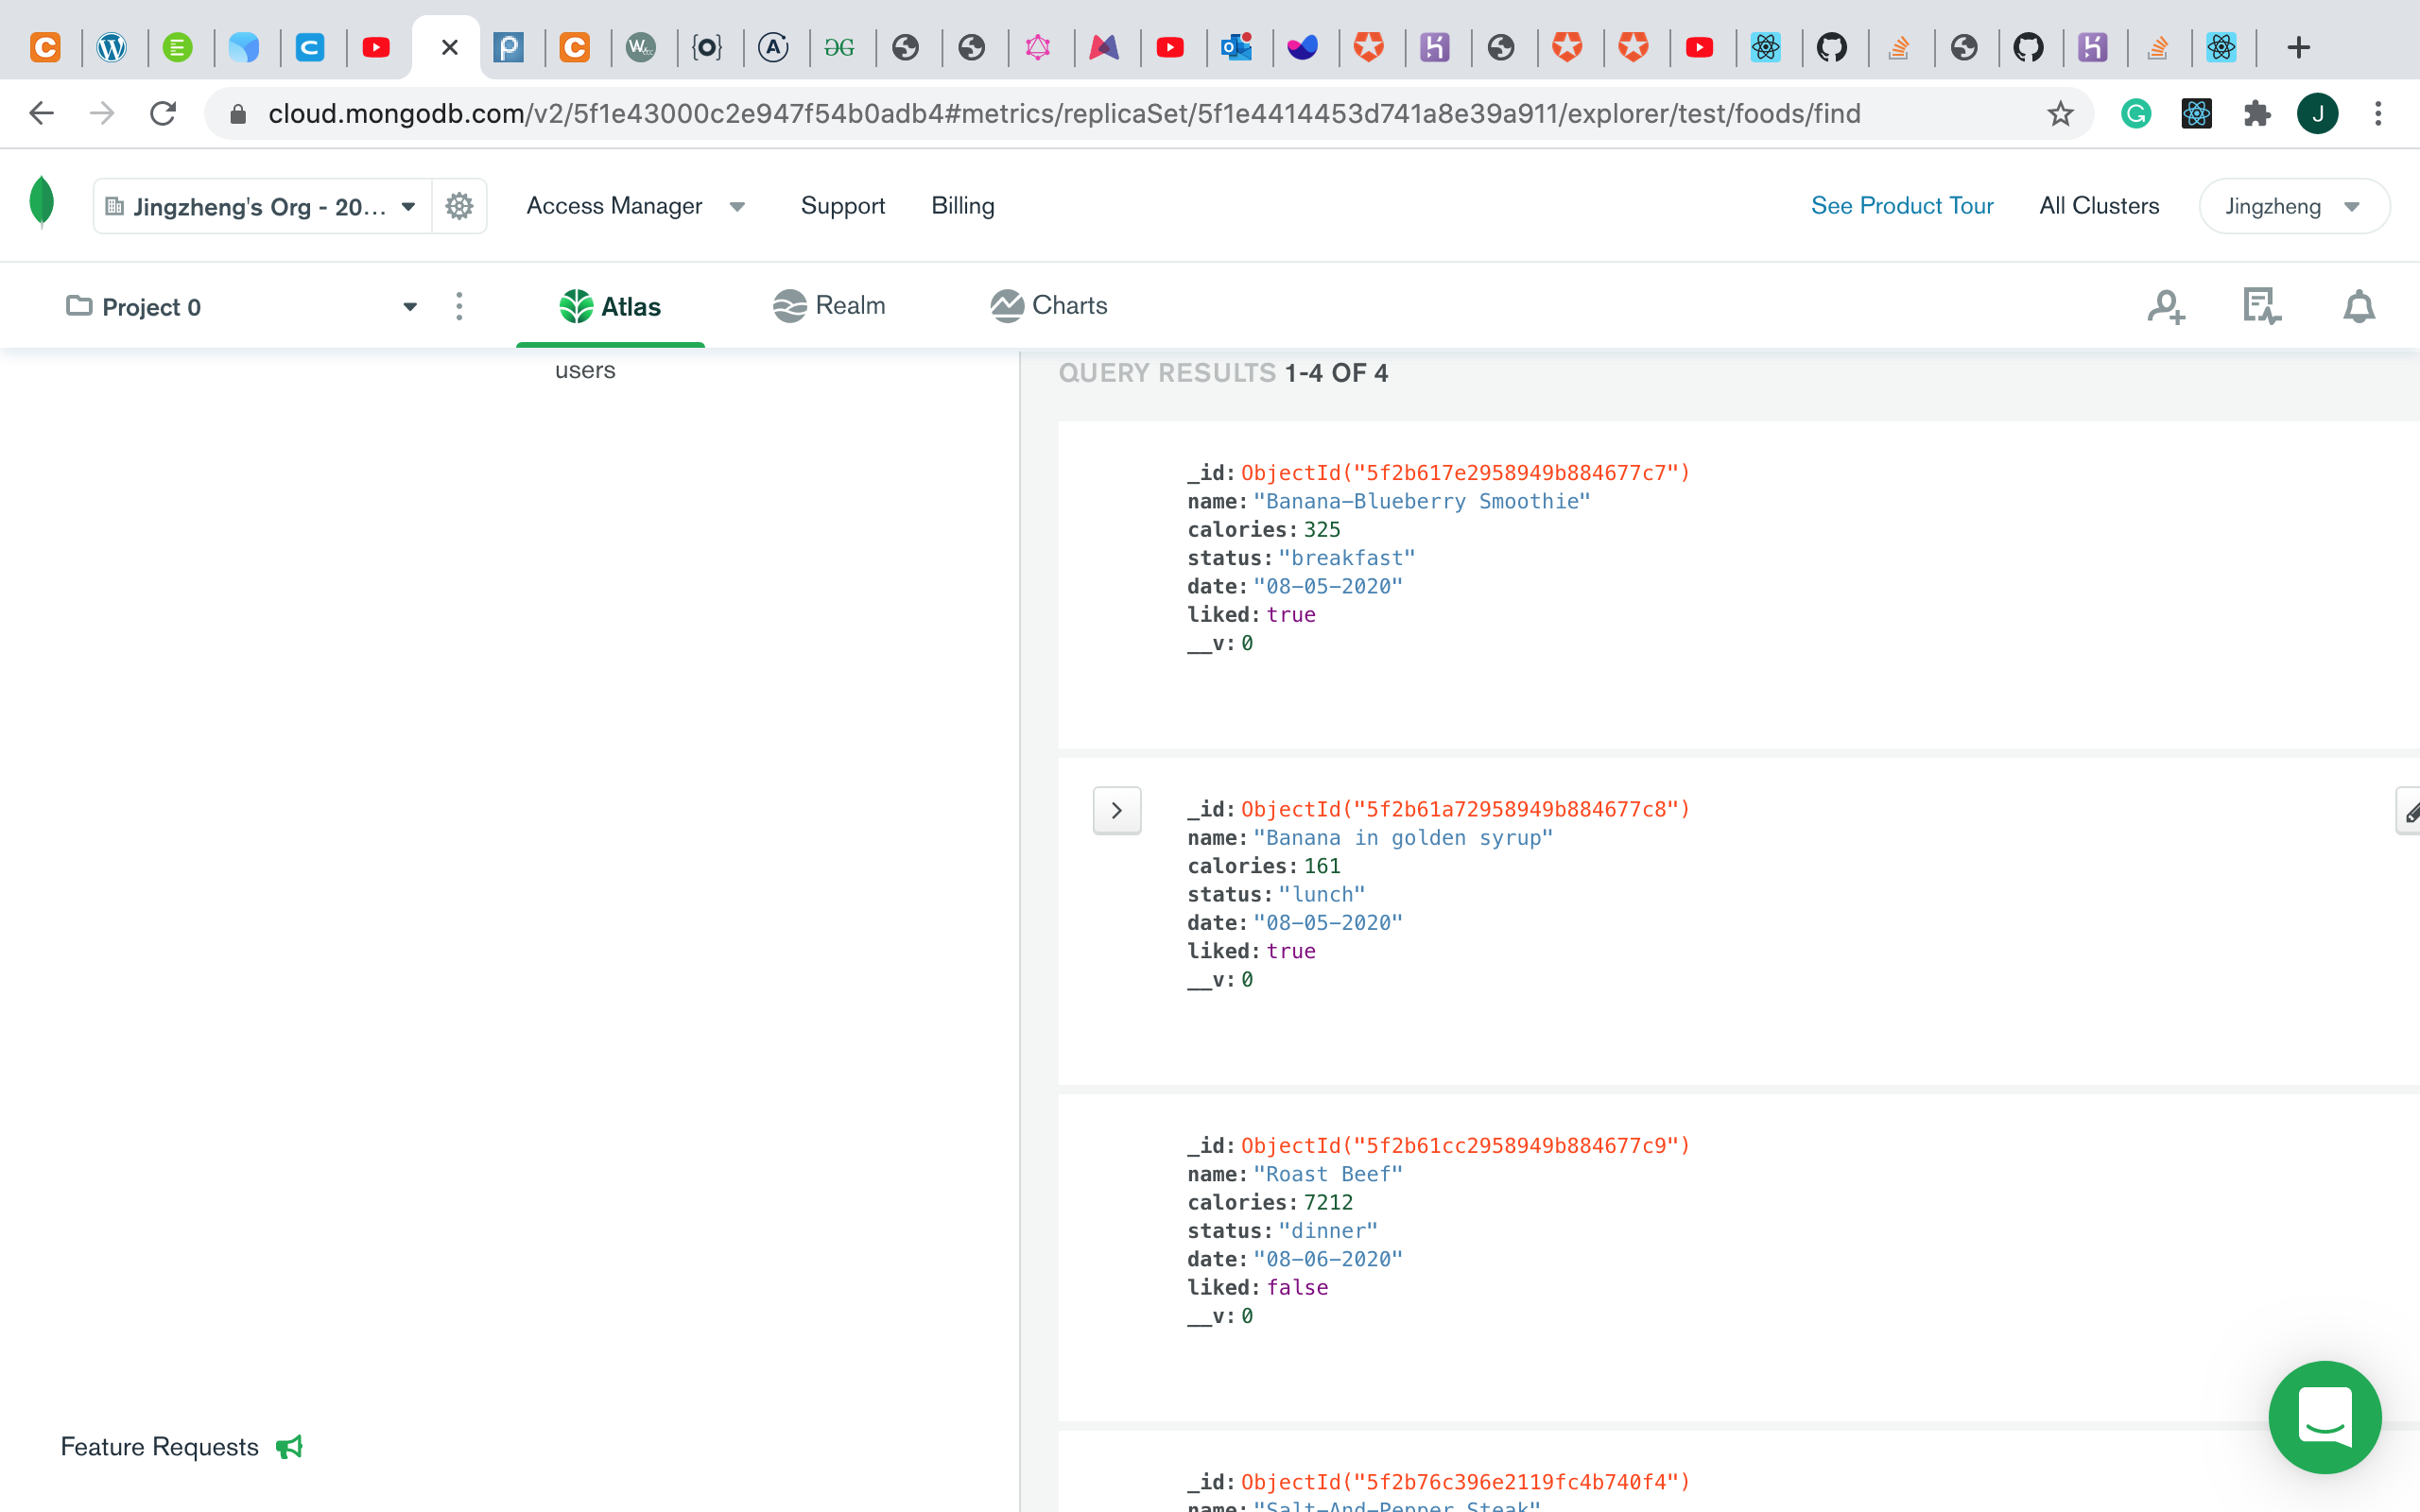 cloud.mongodb.com/v2/5f1e43000c2e947f54b0adb4#metrics/replicaSet/5f1e4414453d741a8e39a911/explorer/test/foods/find
J
Jingzheng's Org - 20...
Access Manager
Support
Billing
See Product Tour
All Clusters
Jingzheng
Project 0
Atlas
Realm
Charts
users
QUERY RESULTS 1-4 OF 4
_id: ObjectId("5f2b617e2958949b884677c7")
name: "Banana-Blueberry Smoothie"
calories: 325
status: "breakfast"
date: "08-05-2020"
liked: true
__v: 0
_id: ObjectId("5f2b61a72958949b884677c8")
name: "Banana in golden syrup"
calories: 161
status: "lunch"
date: "08-05-2020"
liked: true
__v: 0
_id: ObjectId("5f2b61cc2958949b884677c9")
name: "Roast Beef"
calories: 7212
status: "dinner"
date: "08-06-2020"
liked: false
__v: 0
_id: ObjectId("5f2b76c396e2119fc4b740f4")
name: "Salt-And-Pepper Steak"
Feature Requests